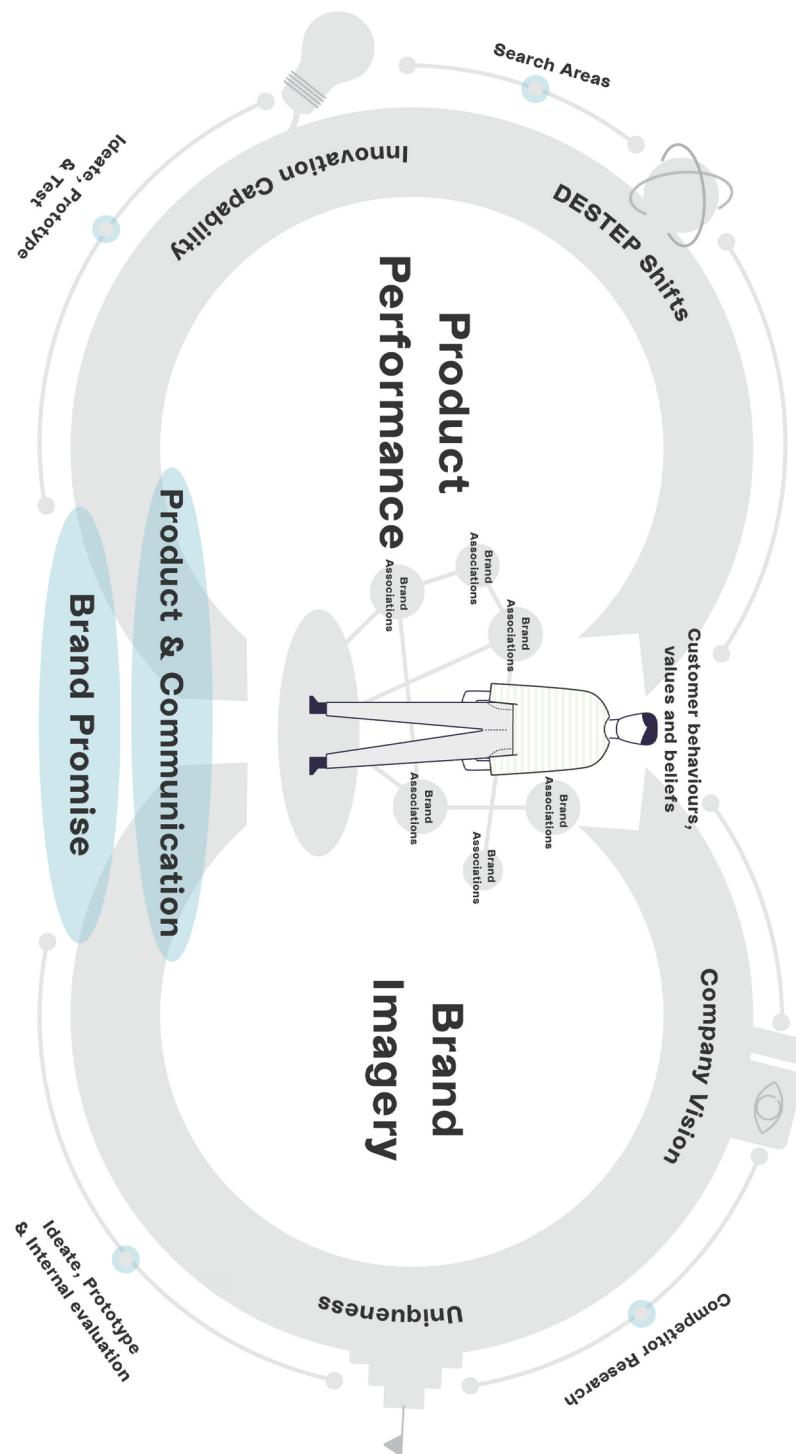 Search Areas
DESTEP Shifts
Innovation Capability
Ideate, Prototype
& Test
Product
Performance
Customer behaviours,
values and beliefs
Brand
Associations
Brand
Associations
Brand
Associations
Brand
Associations
Brand
Associations
Brand
Associations
Product & Communication
Brand Promise
Brand
Imagery
Company Vision
Competitor Research
Uniqueness
Ideate, Prototype
& Internal evaluation